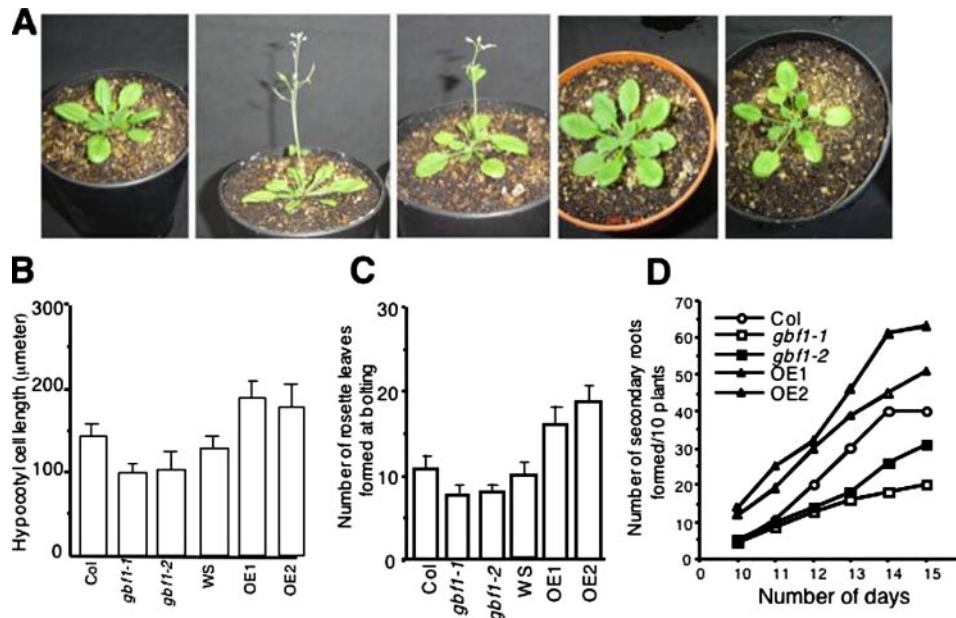 A
B
Hypocotyl cell length (μmeter)
300
200
100
0
Col
gbf1-1
gbf1-2
WS
OE1
OE2
C
Number of rosette leaves
formed at bolting
30
20
10
0
Col
gbf1-1
gbf1-2
WS
OE1
OE2
D
Number of secondary roots
formed/10 plants
70
60
50
40
30
20
10
0
Col
gbf1-1
gbf1-2
OE1
OE2
0 10 11 12 13 14 15
Number of days